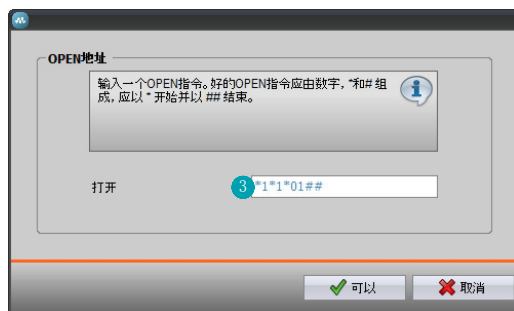 OPEN地址
输入一个OPEN指令。好的OPEN指令应由数字，*和# 组
成，应以 * 开始并以 ## 结束。
打开
3 *1*1*01##
可以
取消